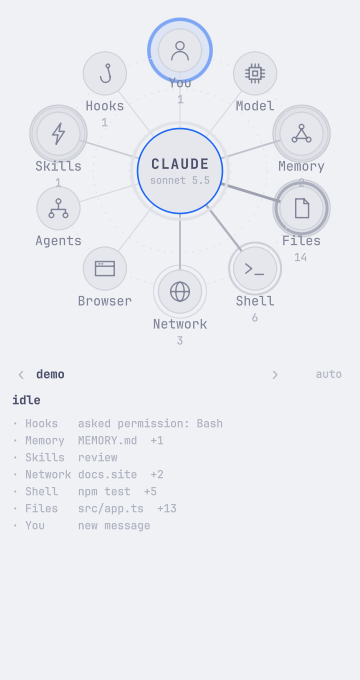 You
1
Hooks
1
Model
CLAUDE
sonnet 5.5
Skills
1
Memory
2
Agents
Files
14
Browser
Shell
6
Network
3
‹ demo › auto
idle
· Hooks asked permission: Bash
· Memory MEMORY.md +1
· Skills review
· Network docs.site +2
· Shell npm test +5
· Files src/app.ts +13
· You new message